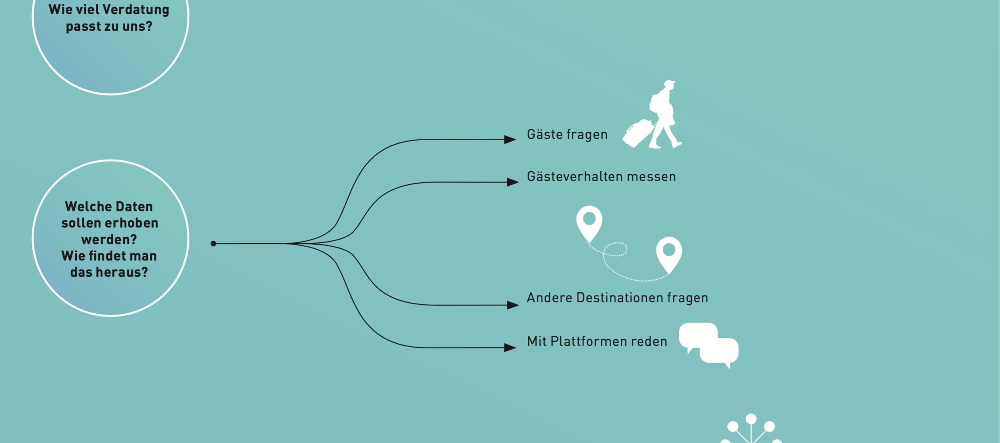 Wie viel Verdatung
passt zu uns?
Welche Daten
sollen erhoben
werden?
Wie findet man
das heraus?
Gäste fragen
Gästeverhalten messen
Andere Destinationen fragen
Mit Plattformen reden